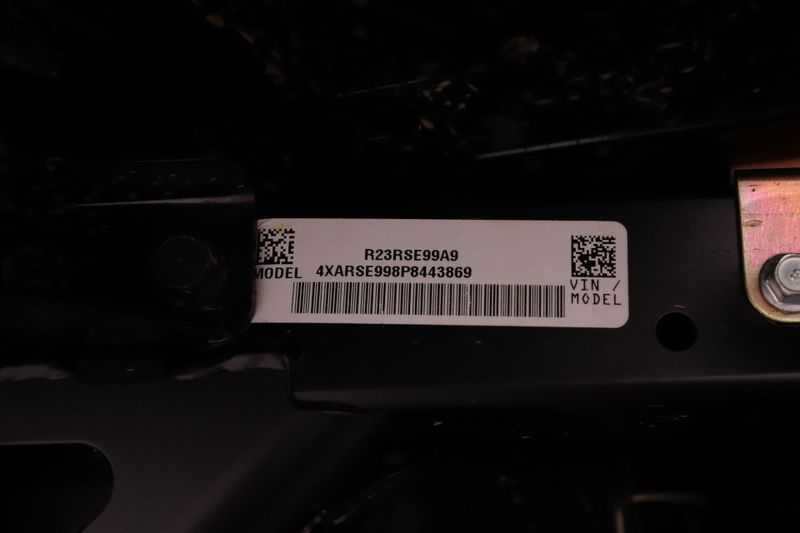 R23RSE99A9
MODEL 4XARSE998P8443869
VIN /
MODEL